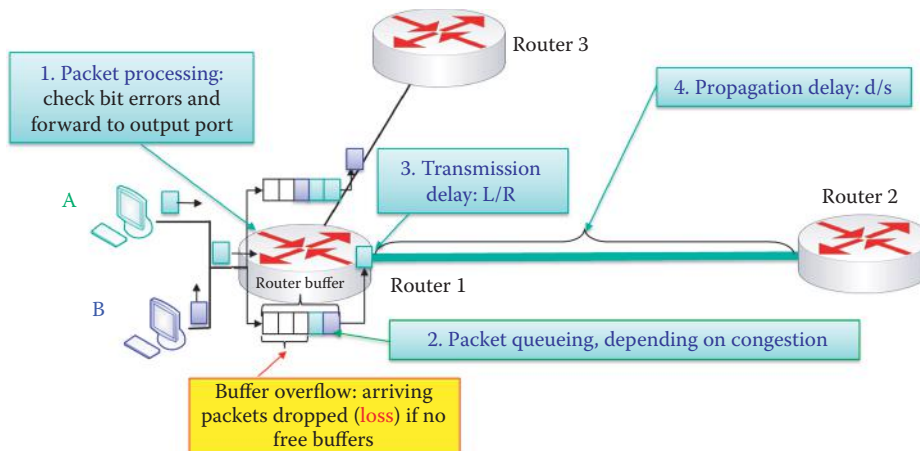 Router 3
1. Packet processing:
check bit errors and
forward to output port
4. Propagation delay: d/s
3. Transmission
delay: L/R
A
Router 2
Router buffer
Router 1
B
2. Packet queueing, depending on congestion
Buffer overflow: arriving
packets dropped (loss) if no
free buffers